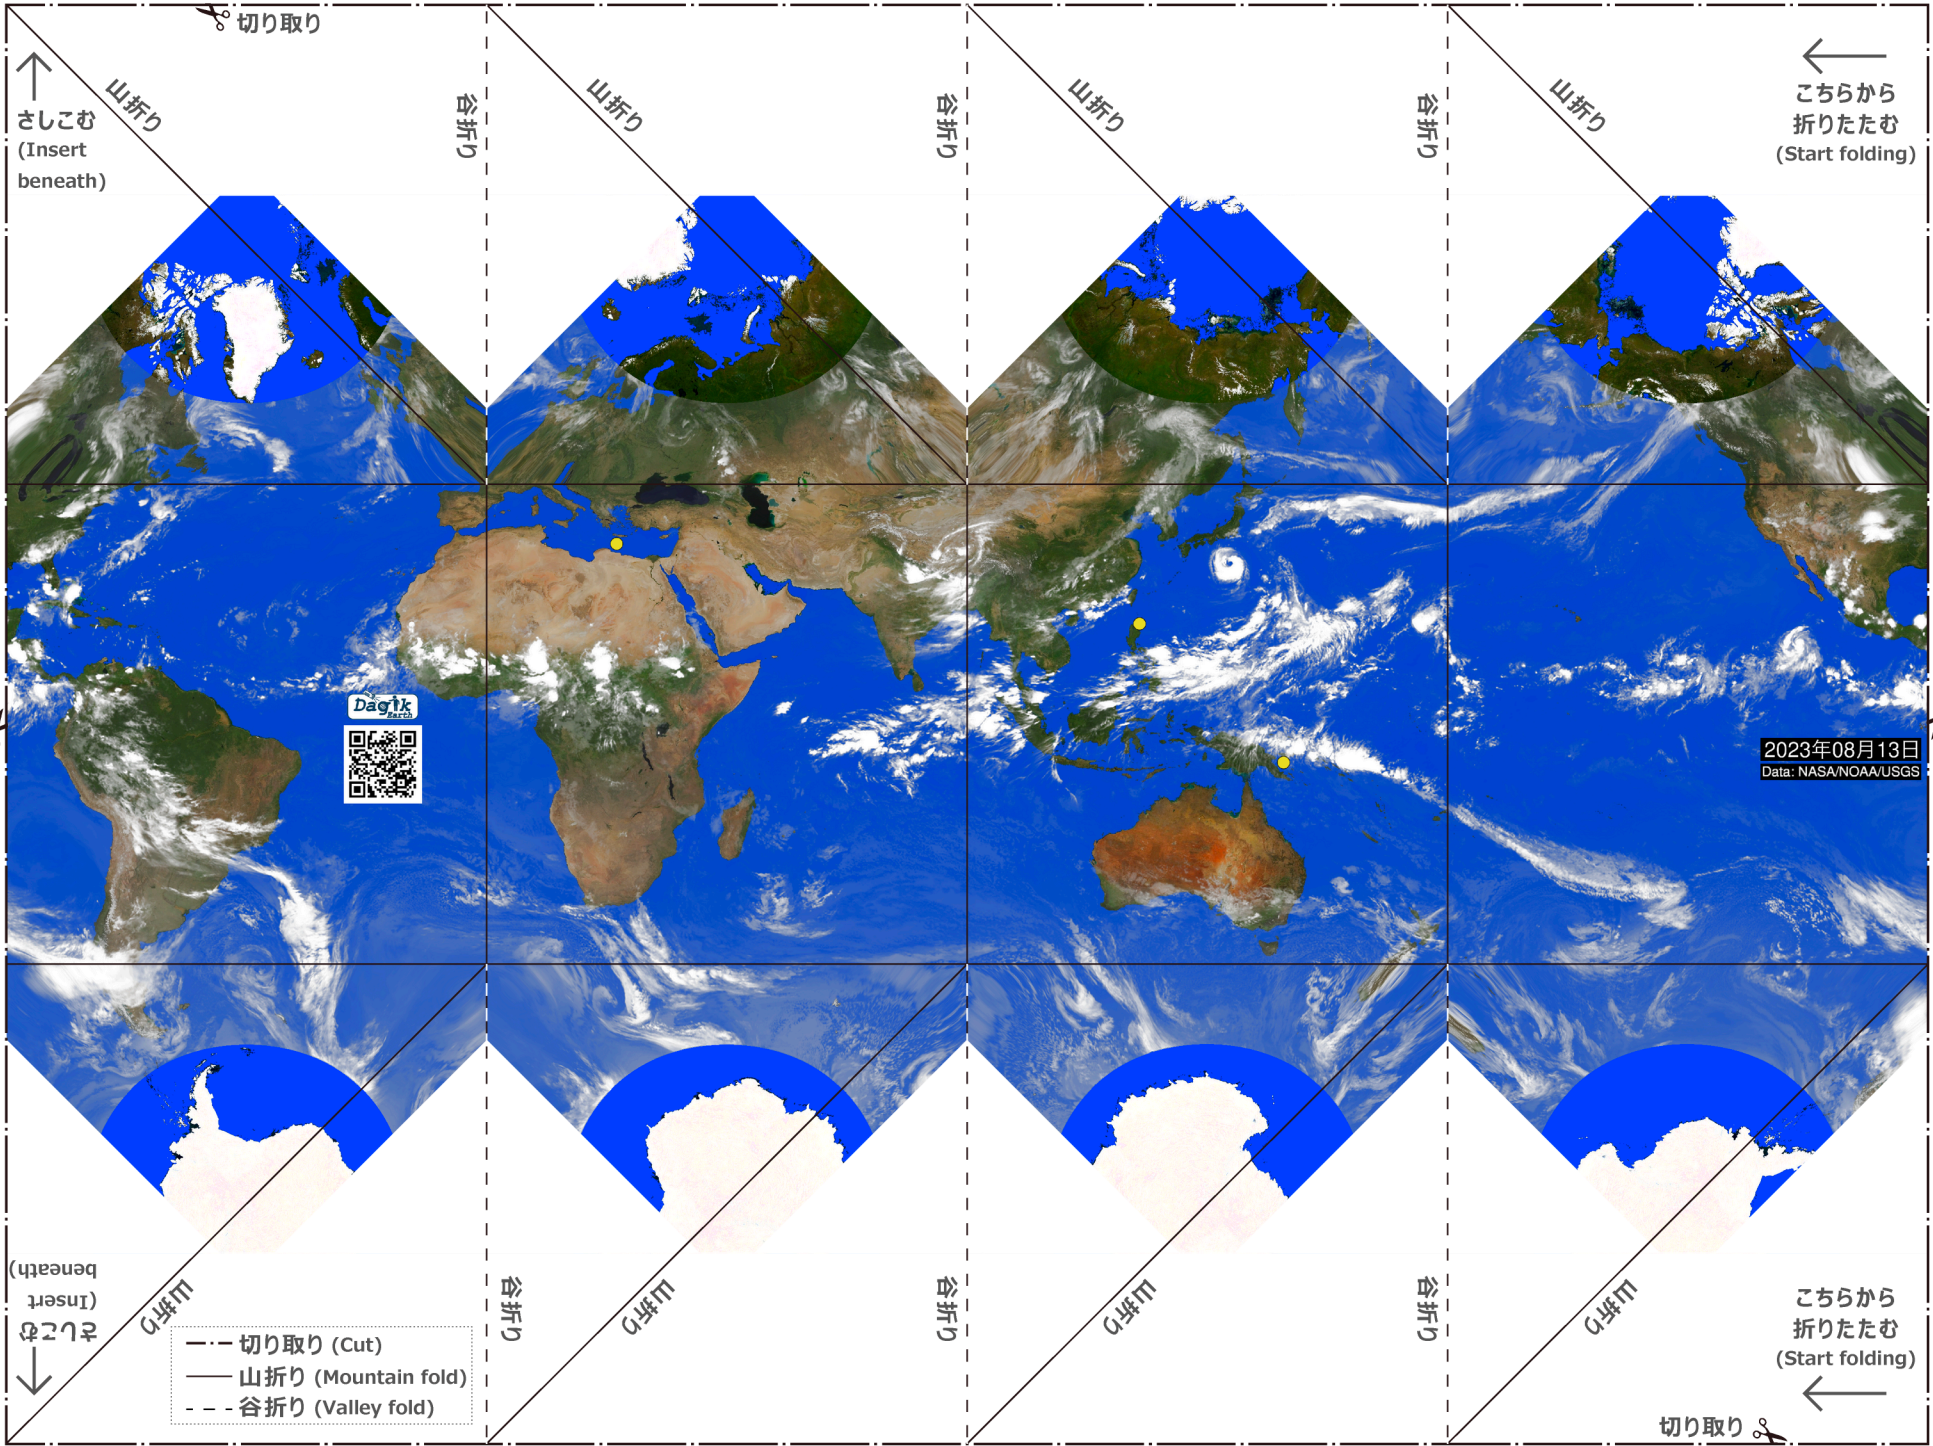 切り取り
山折り
谷折り
山折り
谷折り
山折り
谷折り
山折り
さしこむ
(Insert
beneath)
こちらから
折りたたむ
(Start folding)
Dagik
Earth
2023年08月13日
Data: NASA/NOAA/USGS
さしこむ
(Insert
beneath)
山折り
谷折り
山折り
谷折り
山折り
谷折り
山折り
こちらから
折りたたむ
(Start folding)
切り取り (Cut)
山折り (Mountain fold)
谷折り (Valley fold)
切り取り